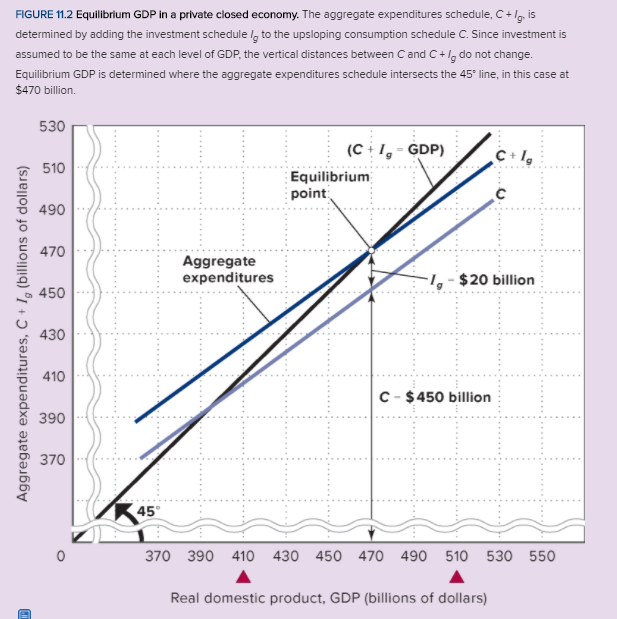 FIGURE 11.2 Equilibrium GDP in a private closed economy. The aggregate expenditures schedule, C + Ig, is
determined by adding the investment schedule Ig to the upsloping consumption schedule C. Since investment is
assumed to be the same at each level of GDP, the vertical distances between C and C + Ig do not change.
Equilibrium GDP is determined where the aggregate expenditures schedule intersects the 45° line, in this case at
$470 billion.
Aggregate expenditures, C + Ig (billions of dollars)
530
510
490
470
450
430
410
390
370
(C + Ig = GDP)
C + Ig
Equilibrium
point
C
Aggregate
expenditures
Ig = $20 billion
C = $450 billion
45°
0 370 390 410 430 450 470 490 510 530 550
Real domestic product, GDP (billions of dollars)